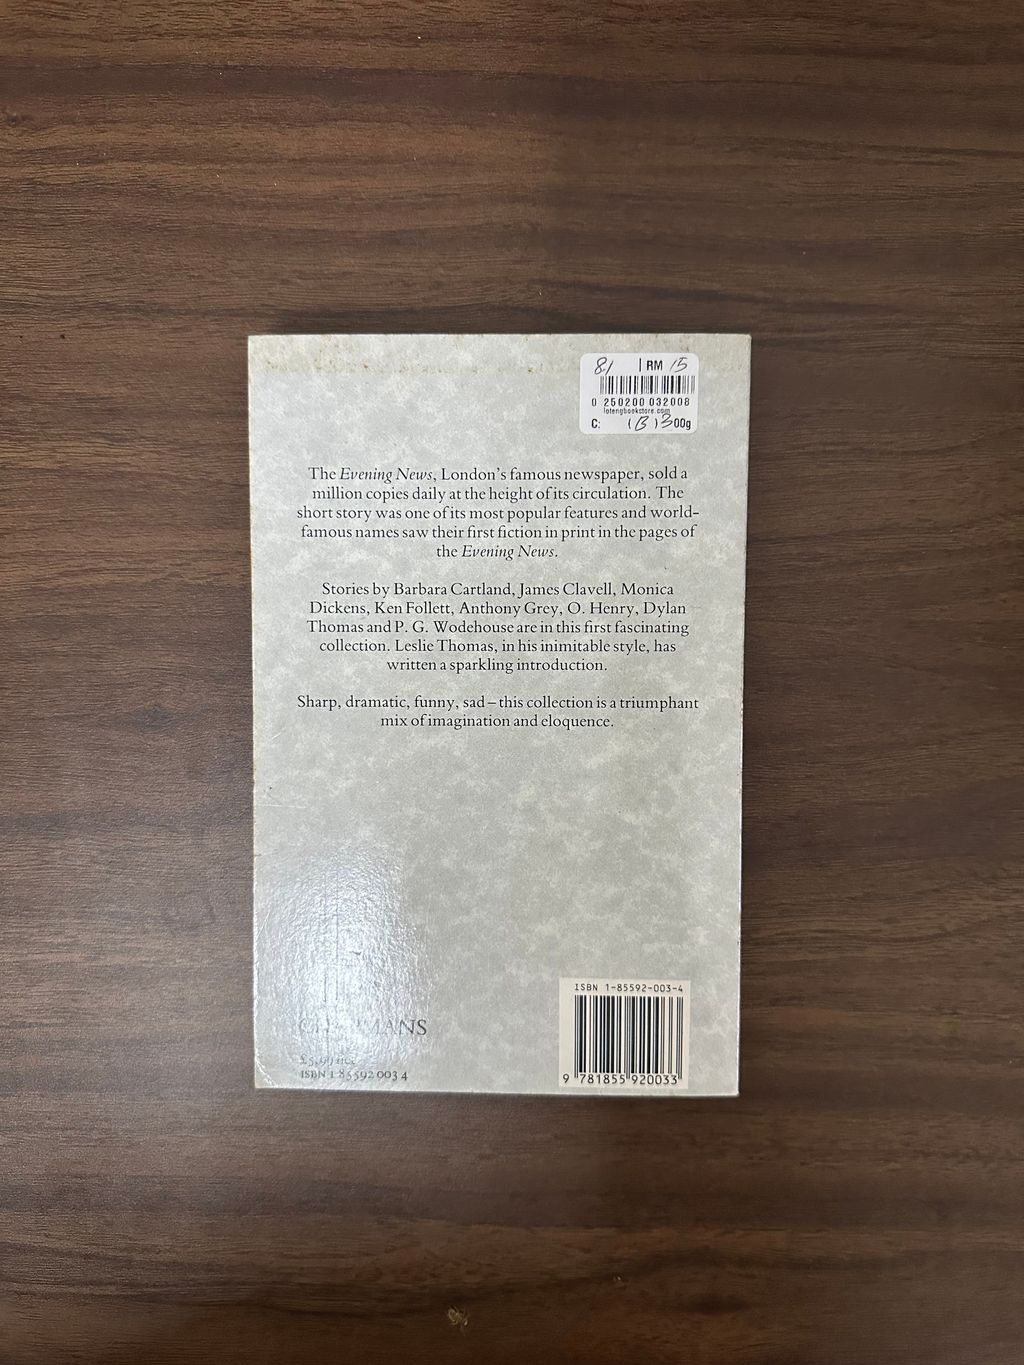 81 | RM 15
0 250200 032008
lotengbookstore.com
C: (B) 300g
The Evening News, London's famous newspaper, sold a
million copies daily at the height of its circulation. The
short story was one of its most popular features and world-
famous names saw their first fiction in print in the pages of
the Evening News.
Stories by Barbara Cartland, James Clavell, Monica
Dickens, Ken Follett, Anthony Grey, O. Henry, Dylan
Thomas and P. G. Wodehouse are in this first fascinating
collection. Leslie Thomas, in his inimitable style, has
written a sparkling introduction.
Sharp, dramatic, funny, sad – this collection is a triumphant
mix of imagination and eloquence.
CHAPMANS
£5.99
ISBN 1 85592 003 4
ISBN 1-85592-003-4
9 781855 920033